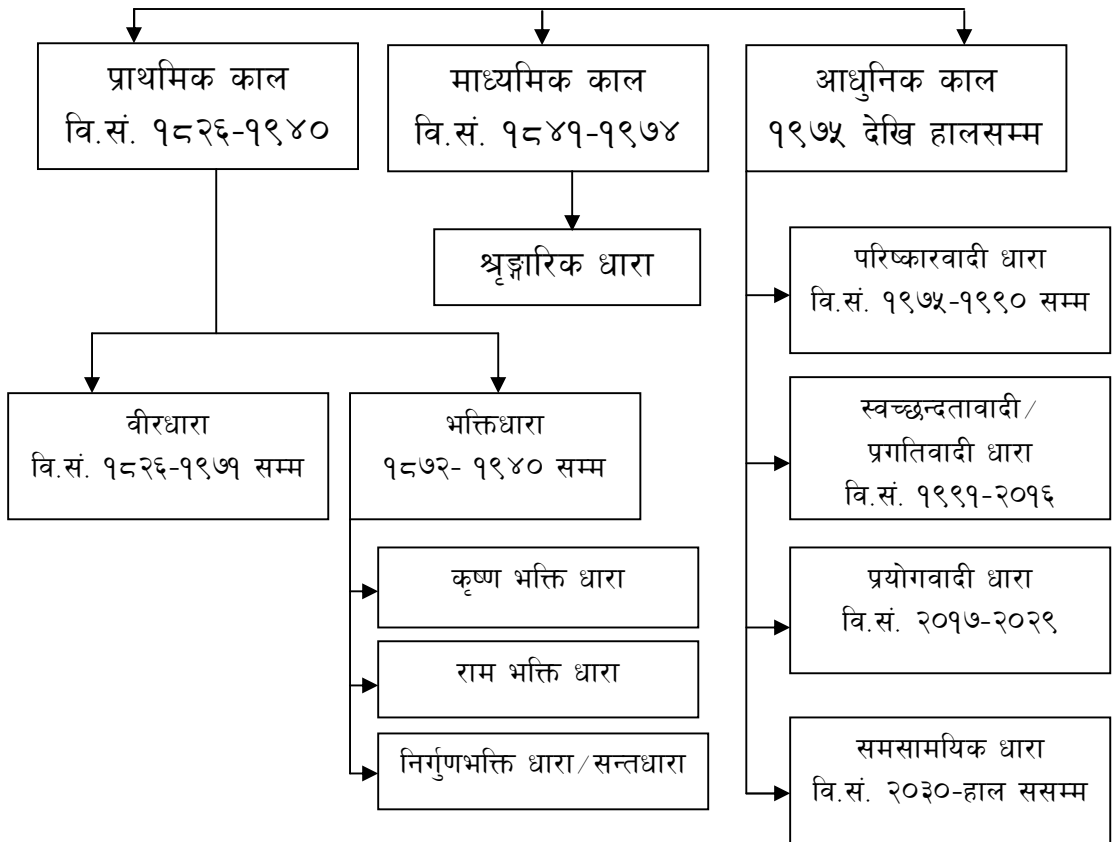 प्राथमिक काल
वि.सं. १८२६-१९४०
माध्यमिक काल
वि.सं. १८४१-१९७४
आधुनिक काल
१९७५ देखि हालसम्म
श्रृङ्गारिक धारा
वीरधारा
वि.सं. १८२६-१९७१ सम्म
भक्तिधारा
१८७२- १९४० सम्म
कृष्ण भक्ति धारा
राम भक्ति धारा
निर्गुणभक्ति धारा/सन्तधारा
परिष्कारवादी धारा
वि.सं. १९७५-१९९० सम्म
स्वच्छन्दतावादी/
प्रगतिवादी धारा
वि.सं. १९९१-२०१६
प्रयोगवादी धारा
वि.सं. २०१७-२०२९
समसामयिक धारा
वि.सं. २०३०-हाल ससम्म